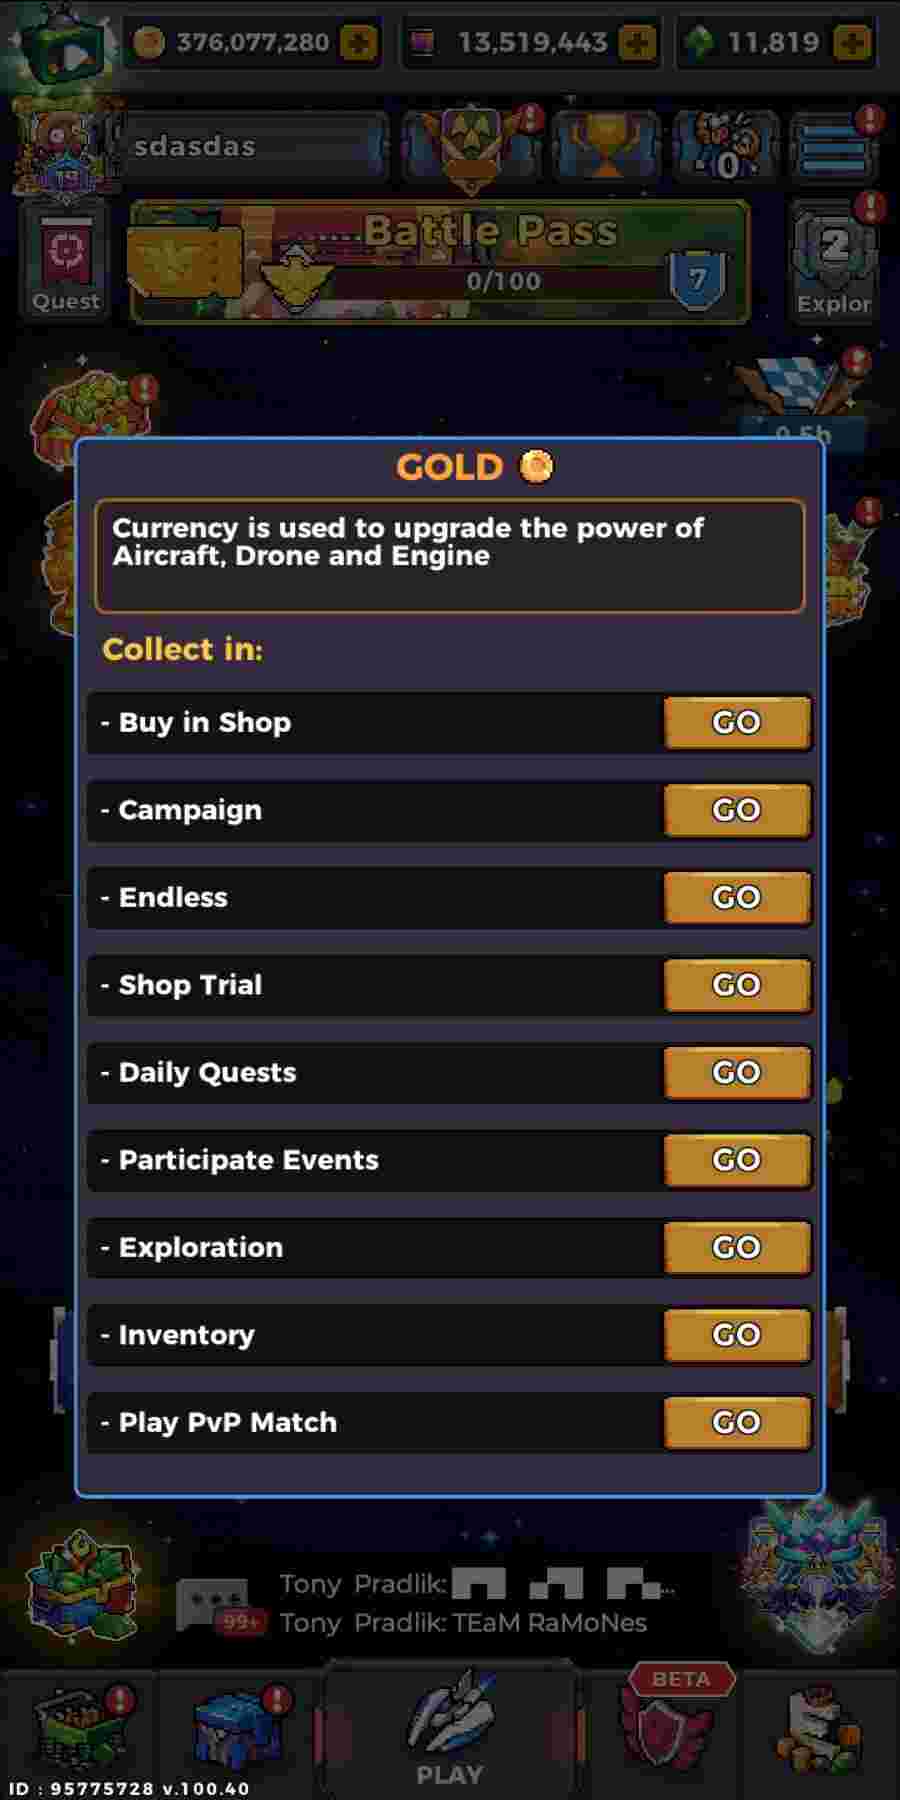 376,077,280
13,519,443
11,819
sdasdas
0
Battle Pass
0/100
7
Quest
2
Explor
9.5h
GOLD
Currency is used to upgrade the power of
Aircraft, Drone and Engine
Collect in:
- Buy in Shop
GO
- Campaign
GO
- Endless
GO
- Shop Trial
GO
- Daily Quests
GO
- Participate Events
GO
- Exploration
GO
- Inventory
GO
- Play PvP Match
GO
99+
Tony Pradlik:
Tony Pradlik: TEaM RaMoNes
BETA
PLAY
ID : 95775728 v.100.40